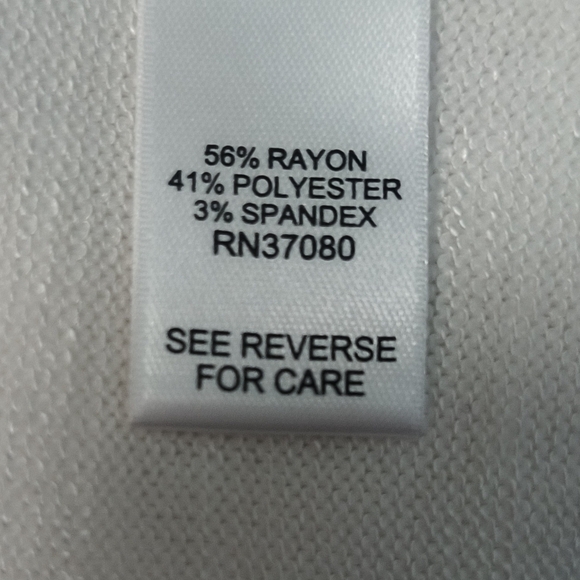 56% RAYON
41% POLYESTER
3% SPANDEX
RN37080
SEE REVERSE
FOR CARE